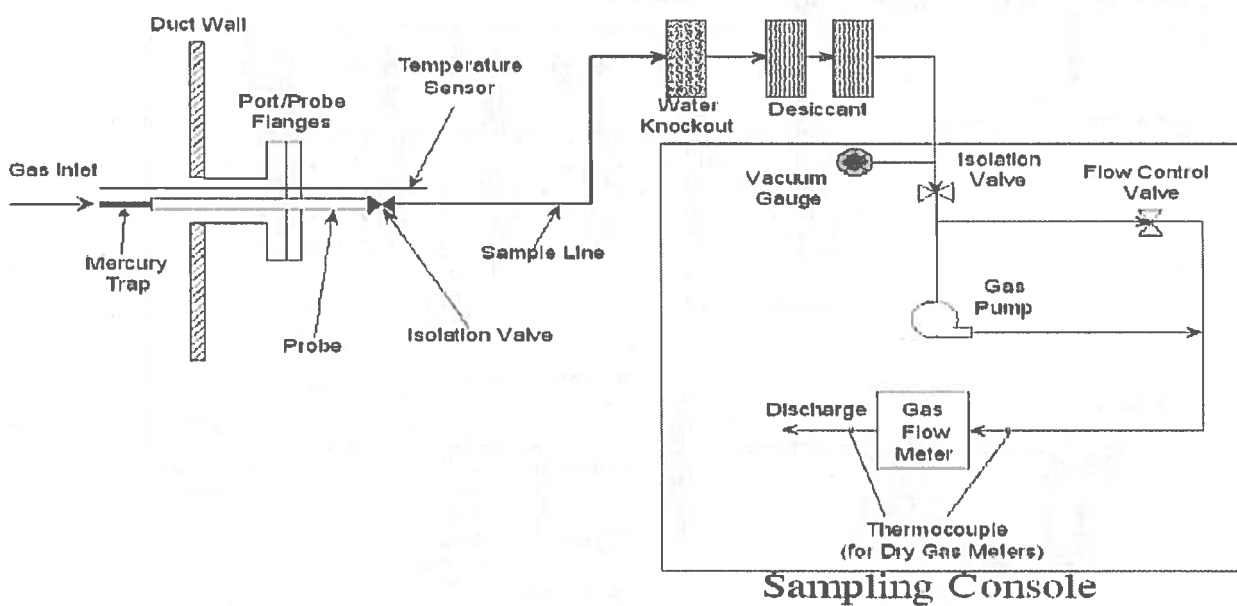 Duct Wall
Temperature
Sensor
Port/Probe
Flanges
Gas Inlet
Mercury
Trap
Probe
Isolation Valve
Sample Line
Water
Knockout
Desiccant
Vacuum
Gauge
Isolation
Valve
Flow Control
Valve
Gas
Pump
Discharge
Gas
Flow
Meter
Thermocouple
(for Dry Gas Meters)
Sampling Console